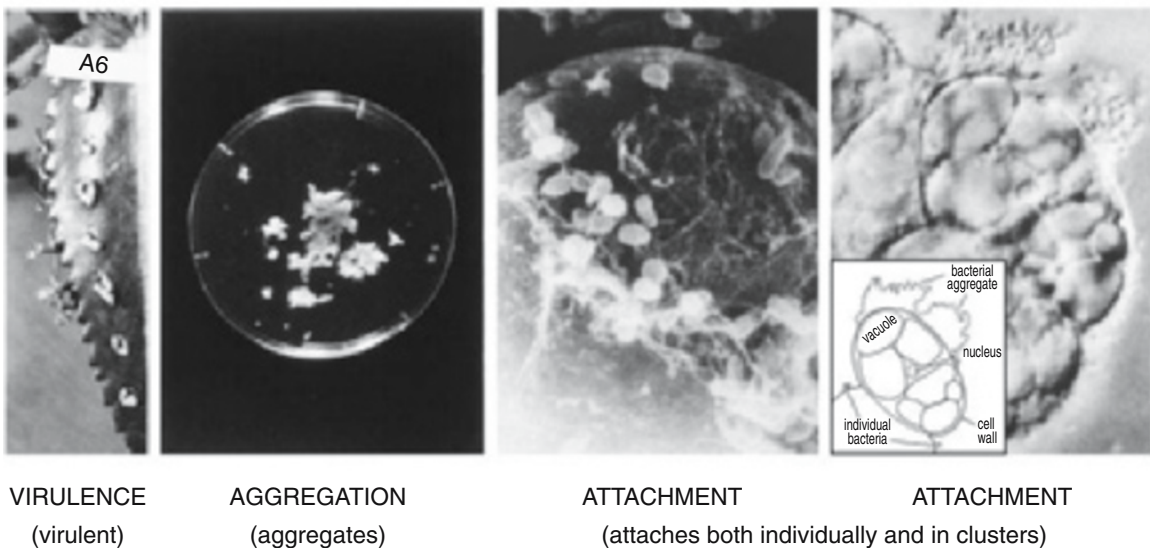 A6
bacterial
aggregate
vacuole
nucleus
individual
bacteria
cell
wall
VIRULENCE
(virulent)
AGGREGATION
(aggregates)
ATTACHMENT
ATTACHMENT
(attaches both individually and in clusters)